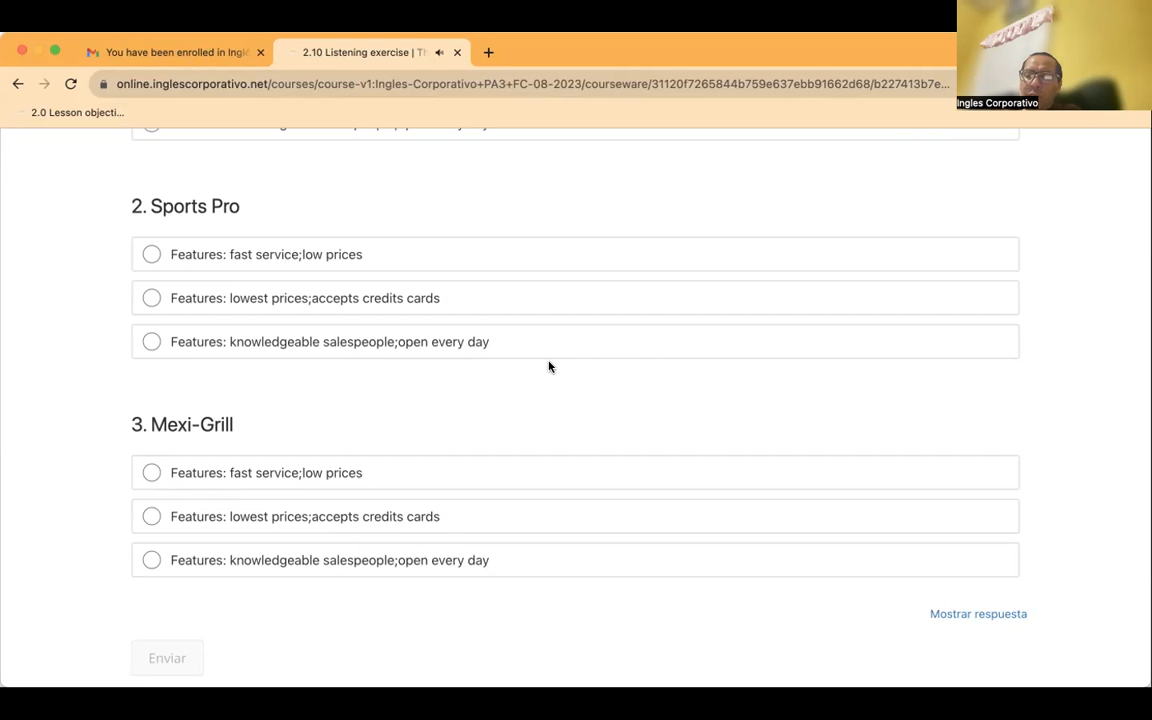 You have been enrolled in Ingl
2.10 Listening exercise | Th
online.inglescorporativo.net/courses/course-v1:Ingles-Corporativo+PA3+FC-08-2023/courseware/31120f7265844b759e637ebb91662d68/b227413b7e...
Ingles Corporativo
2.0 Lesson objecti...
2. Sports Pro
Features: fast service;low prices
Features: lowest prices;accepts credits cards
Features: knowledgeable salespeople;open every day
3. Mexi-Grill
Features: fast service;low prices
Features: lowest prices;accepts credits cards
Features: knowledgeable salespeople;open every day
Mostrar respuesta
Enviar